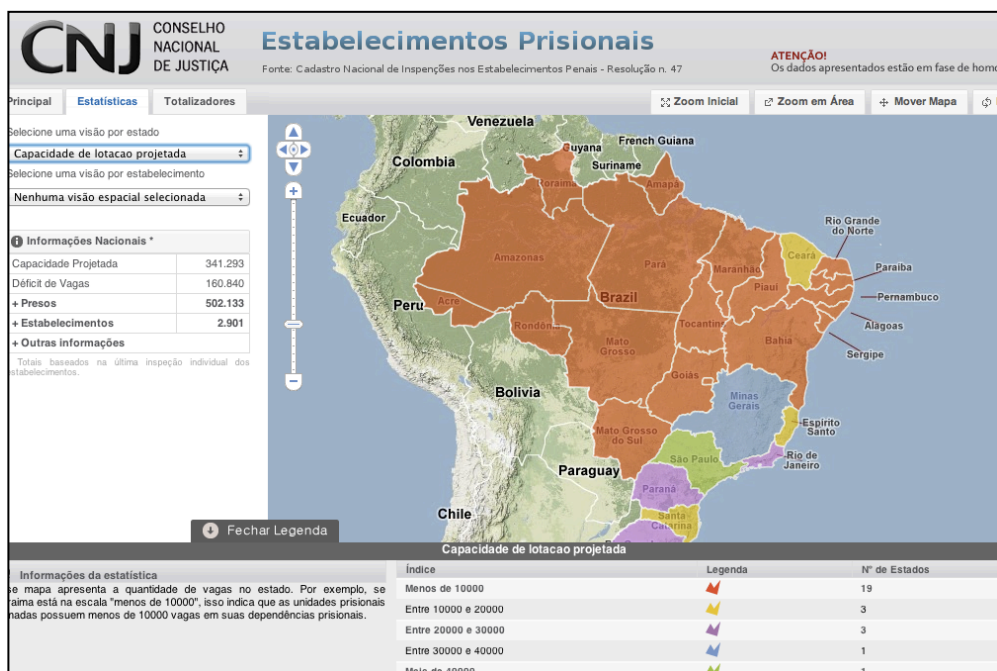 CNJ
CONSELHO
NACIONAL
DE JUSTIÇA
Estabelecimentos Prisionais
Fonte: Cadastro Nacional de Inspenções nos Estabelecimentos Penais - Resolução n. 47
ATENÇÃO!
Os dados apresentados estão em fase de homo
Principal
Estatísticas
Totalizadores
Zoom Inicial
Zoom em Área
Mover Mapa
Selecione uma visão por estado
Capacidade de lotacao projetada
Selecione uma visão por estabelecimento
Nenhuma visão espacial selecionada
Informações Nacionais *
Capacidade Projetada 341.293
Déficit de Vagas 160.840
+ Presos 502.133
+ Estabelecimentos 2.901
+ Outras informações
Totais baseados na última inspeção individual dos
estabelecimentos.
Venezuela
Guyana
French Guiana
Suriname
Colombia
Roraima
Amapá
Ecuador
Rio Grande
do Norte
Amazonas
Pará
Maranhão
Ceará
Paraiba
Piauí
Brazil
Pernambuco
Peru
Acre
Rondônia
Tocantins
Alagoas
Mato
Grosso
Bahia
Sergipe
Goiás
Bolivia
Minas
Gerais
Mato Grosso
do Sul
Espírito
Santo
São Paulo
Rio de
Janeiro
Paraguay
Paraná
Chile
Santa
Catarina
Fechar Legenda
Capacidade de lotacao projetada
Informações da estatística
se mapa apresenta a quantidade de vagas no estado. Por exemplo, se
raima está na escala "menos de 10000", isso indica que as unidades prisionais
nadas possuem menos de 10000 vagas em suas dependências prisionais.
Índice Legenda N° de Estados
Menos de 10000 19
Entre 10000 e 20000 3
Entre 20000 e 30000 3
Entre 30000 e 40000 1
Mais de 40000 1